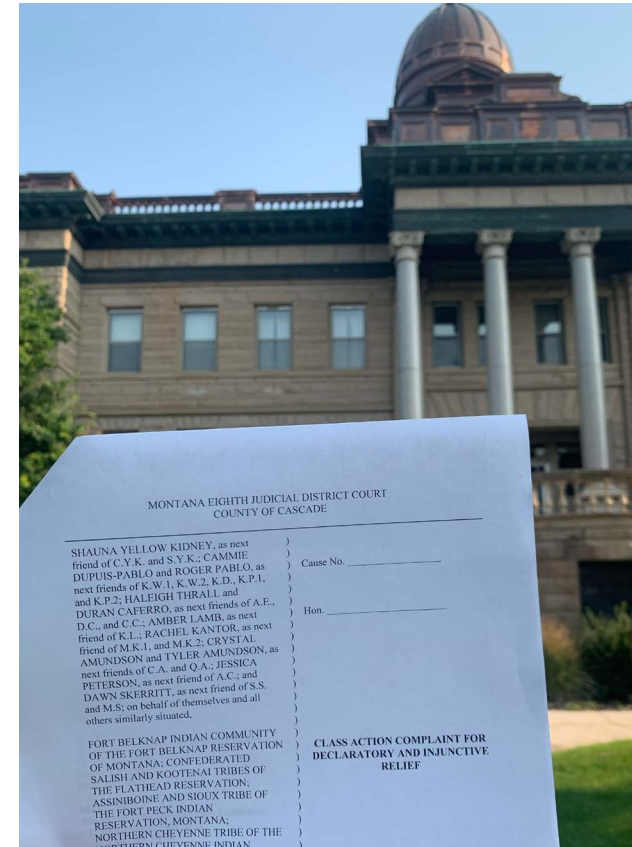 MONTANA EIGHTH JUDICIAL DISTRICT COURT
COUNTY OF CASCADE
SHAUNA YELLOW KIDNEY, as next
friend of C.Y.K. and S.Y.K.; CAMMIE
DUPUIS-PABLO and ROGER PABLO, as
next friends of K.W.1, K.W.2, K.D., K.P.1,
and K.P.2; HALEIGH THRALL and
DURAN CAFERRO, as next friends of A.E.,
D.C., and C.C.; AMBER LAMB, as next
friend of K.L.; RACHEL KANTOR, as next
friend of M.K.1, and M.K.2; CRYSTAL
AMUNDSON and TYLER AMUNDSON, as
next friends of C.A. and Q.A.; JESSICA
PETERSON, as next friend of A.C.; and
DAWN SKERRITT, as next friend of S.S.
and M.S; on behalf of themselves and all
others similarly situated,
FORT BELKNAP INDIAN COMMUNITY
OF THE FORT BELKNAP RESERVATION
OF MONTANA; CONFEDERATED
SALISH AND KOOTENAI TRIBES OF
THE FLATHEAD RESERVATION;
ASSINIBOINE AND SIOUX TRIBE OF
THE FORT PECK INDIAN
RESERVATION, MONTANA;
NORTHERN CHEYENNE TRIBE OF THE
NORTHERN CHEYENNE INDIAN
Cause No.
Hon.
CLASS ACTION COMPLAINT FOR
DECLARATORY AND INJUNCTIVE
RELIEF